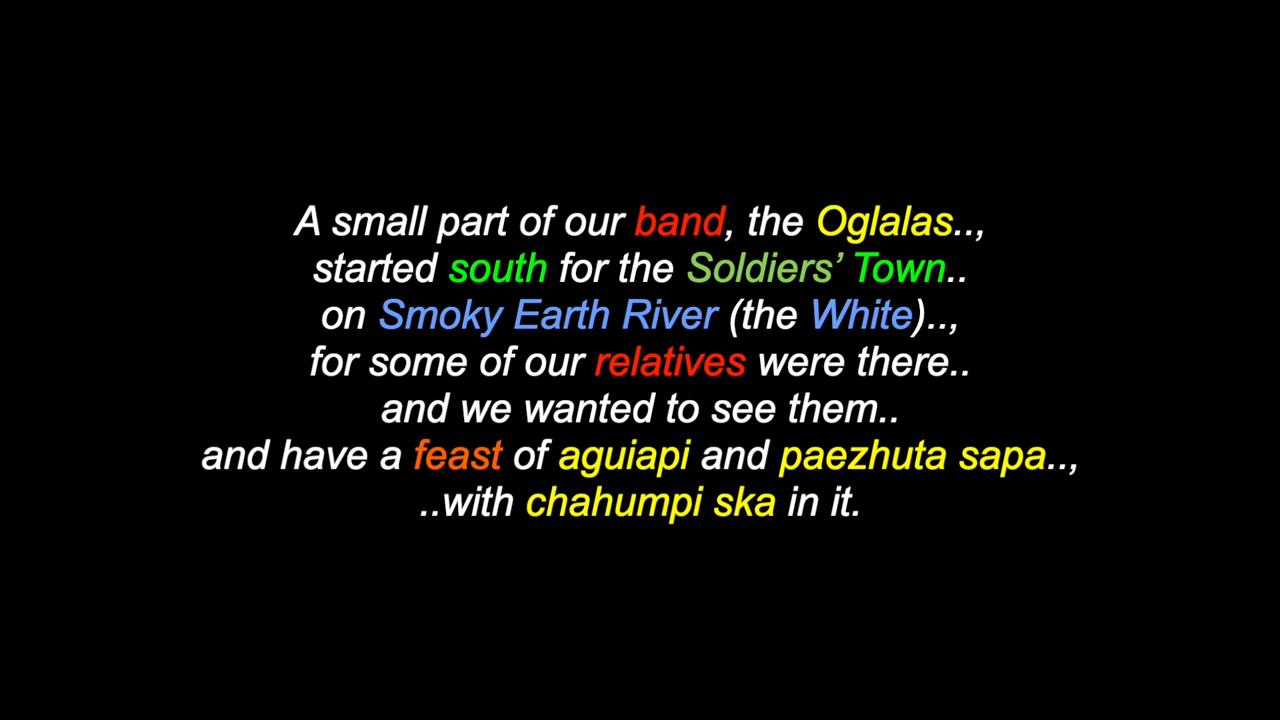 A small part of our band, the Oglalas..,
started south for the Soldiers’ Town..
on Smoky Earth River (the White)..,
for some of our relatives were there..
and we wanted to see them..
and have a feast of aguiapi and paezhuta sapa..,
..with chahumpi ska in it.